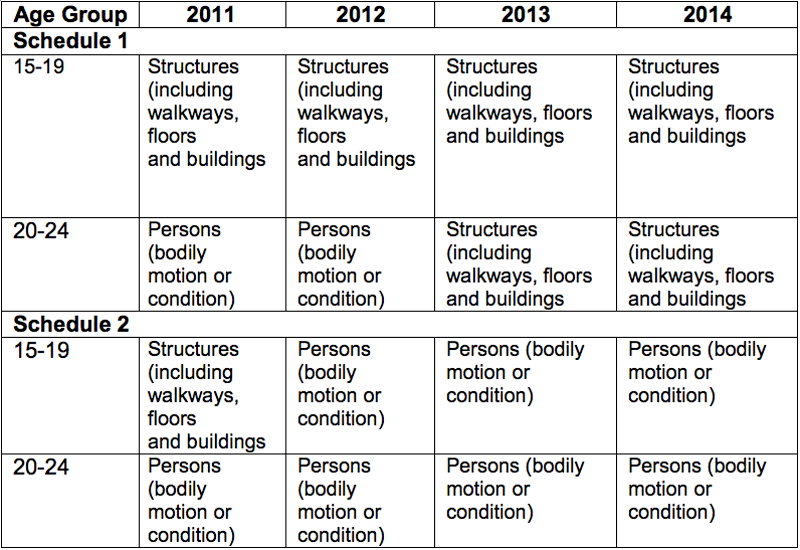 Age Group
2011
2012
2013
2014
Schedule 1
15-19
Structures
(including
walkways,
floors
and buildings
Structures
(including
walkways,
floors
and buildings
Structures
(including
walkways, floors
and buildings
Structures
(including
walkways, floors
and buildings
20-24
Persons
(bodily
motion or
condition)
Persons
(bodily
motion or
condition)
Structures
(including
walkways, floors
and buildings
Structures
(including
walkways, floors
and buildings
Schedule 2
15-19
Structures
(including
walkways,
floors
and buildings
Persons
(bodily
motion or
condition)
Persons (bodily
motion or
condition)
Persons (bodily
motion or
condition)
20-24
Persons
(bodily
motion or
condition)
Persons
(bodily
motion or
condition)
Persons (bodily
motion or
condition)
Persons (bodily
motion or
condition)